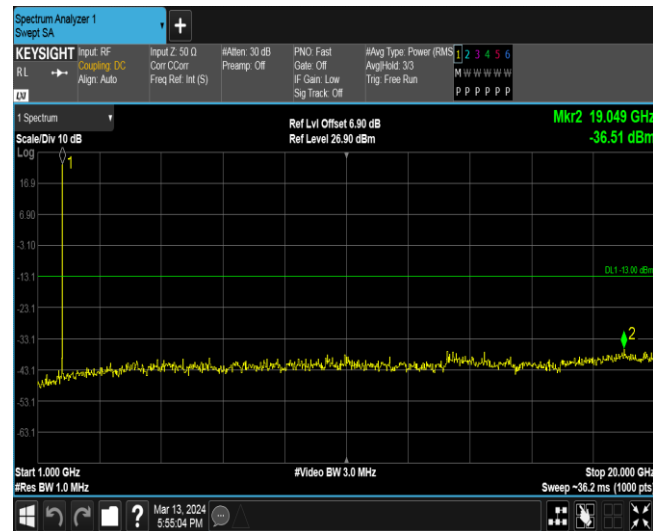 Spectrum Analyzer 1
Swept SA
+
KEYSIGHT
RL
LXI
Input: RF
Coupling: DC
Align: Auto
Input Z: 50 Ω
Corr CCorr
Freq Ref: Int (S)
#Atten: 30 dB
Preamp: Off
PNO: Fast
Gate: Off
IF Gain: Low
Sig Track: Off
#Avg Type: Power (RMS
Avg|Hold: 3/3
Trig: Free Run
1 2 3 4 5 6
M W W W W W
P P P P P P
1 Spectrum
Scale/Div 10 dB
Log
Ref Lvl Offset 6.90 dB
Ref Level 26.90 dBm
Mkr2 19.049 GHz
-36.51 dBm
1
16.9
6.90
-3.10
-13.1
DL1 -13.00 dBm
-23.1
-33.1
2
-43.1
-53.1
-63.1
Start 1.000 GHz
#Res BW 1.0 MHz
#Video BW 3.0 MHz
Stop 20.000 GHz
Sweep ~36.2 ms (1000 pts)
?
Mar 13, 2024
5:55:04 PM